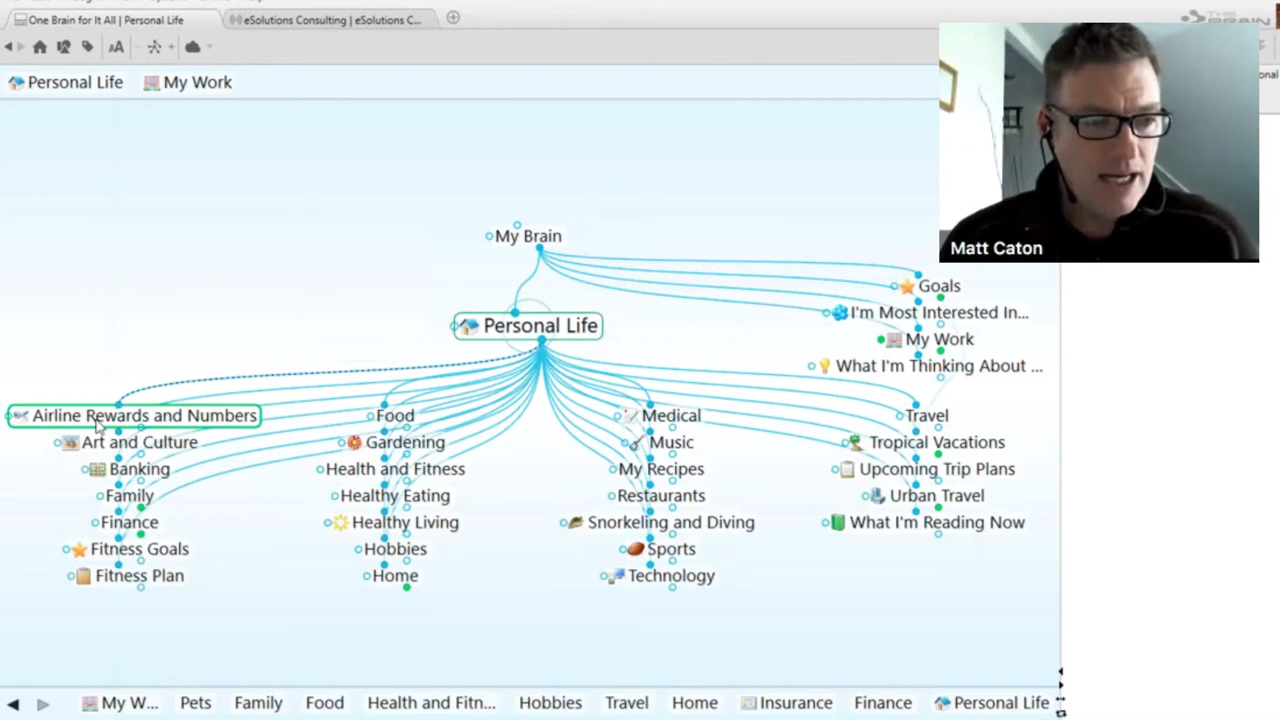 One Brain for It All | Personal Life
eSolutions Consulting | eSolutions C...
THE BRAIN
AA
Personal Life
My Work
onal
Matt Caton
My Brain
Goals
I'm Most Interested In...
My Work
What I'm Thinking About ...
Personal Life
Airline Rewards and Numbers
Art and Culture
Banking
Family
Finance
Fitness Goals
Fitness Plan
Food
Gardening
Health and Fitness
Healthy Eating
Healthy Living
Hobbies
Home
Medical
Music
My Recipes
Restaurants
Snorkeling and Diving
Sports
Technology
Travel
Tropical Vacations
Upcoming Trip Plans
Urban Travel
What I'm Reading Now
My W...
Pets
Family
Food
Health and Fitn...
Hobbies
Travel
Home
Insurance
Finance
Personal Life